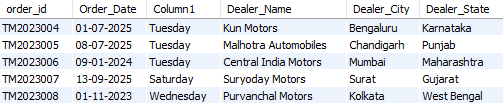 order_id Order_Date Column1 Dealer_Name Dealer_City Dealer_State
TM2023004 01-07-2025 Tuesday Kun Motors Bengaluru Karnataka
TM2023005 08-07-2025 Tuesday Malhotra Automobiles Chandigarh Punjab
TM2023006 09-01-2024 Tuesday Central India Motors Mumbai Maharashtra
TM2023007 13-09-2025 Saturday Suryoday Motors Surat Gujarat
TM2023008 01-11-2023 Wednesday Purvanchal Motors Kolkata West Bengal